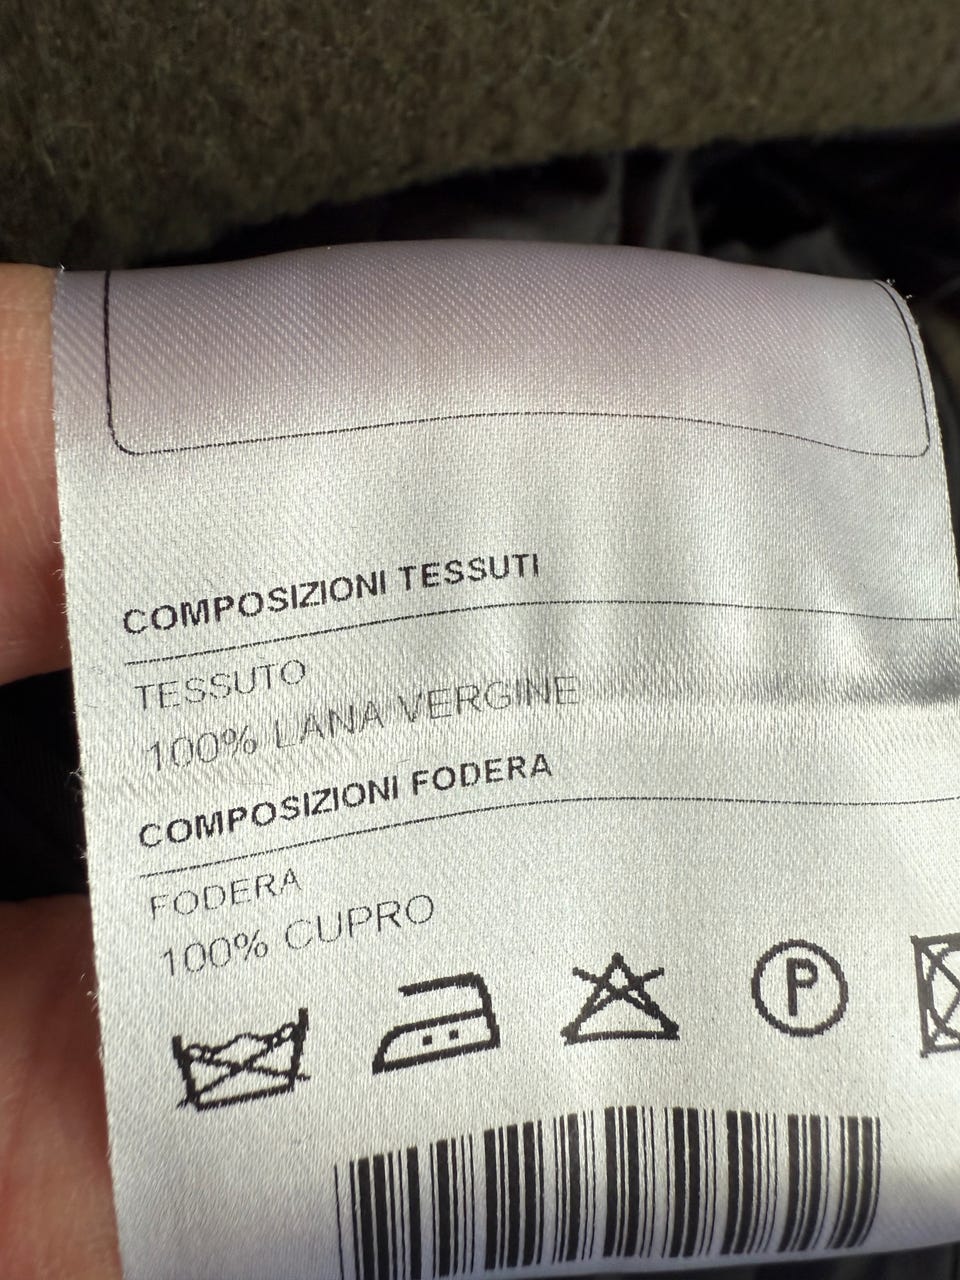 COMPOSIZIONI TESSUTI
TESSUTO
100% LANA VERGINE
COMPOSIZIONI FODERA
FODERA
100% CUPRO
P